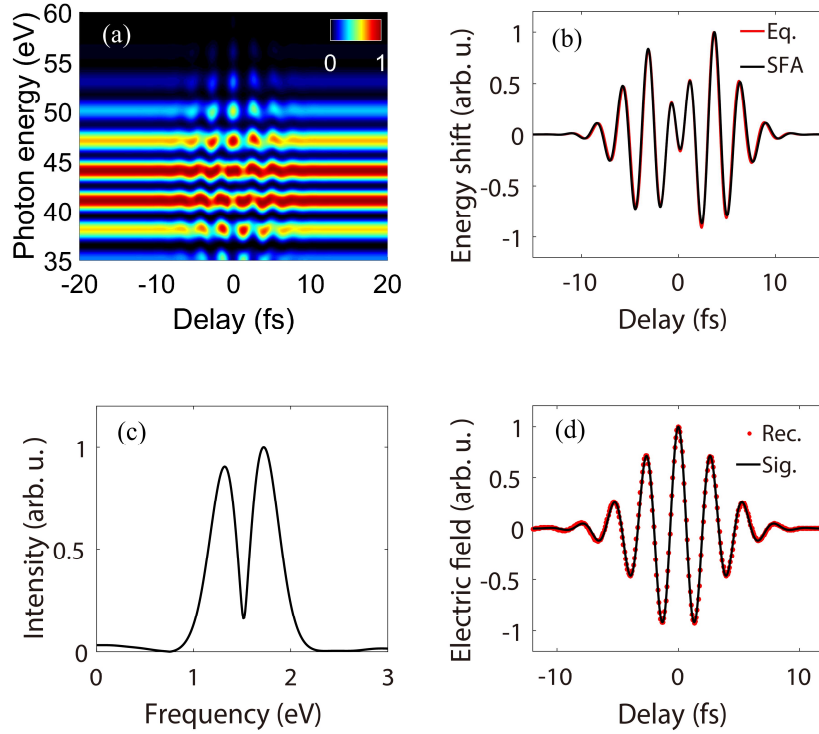 (a)
0 1
Photon energy (eV)
60
55
50
45
40
35
-20 -10 0 10 20
Delay (fs)
(b)
Eq.
SFA
Energy shift (arb. u.)
1
0.5
0
-0.5
-1
-10 0 10
Delay (fs)
(c)
Intensity (arb. u.)
1
0.5
0
0 1 2 3
Frequency (eV)
(d)
Rec.
Sig.
Electric field (arb. u.)
1
0.5
0
-0.5
-1
-10 0 10
Delay (fs)